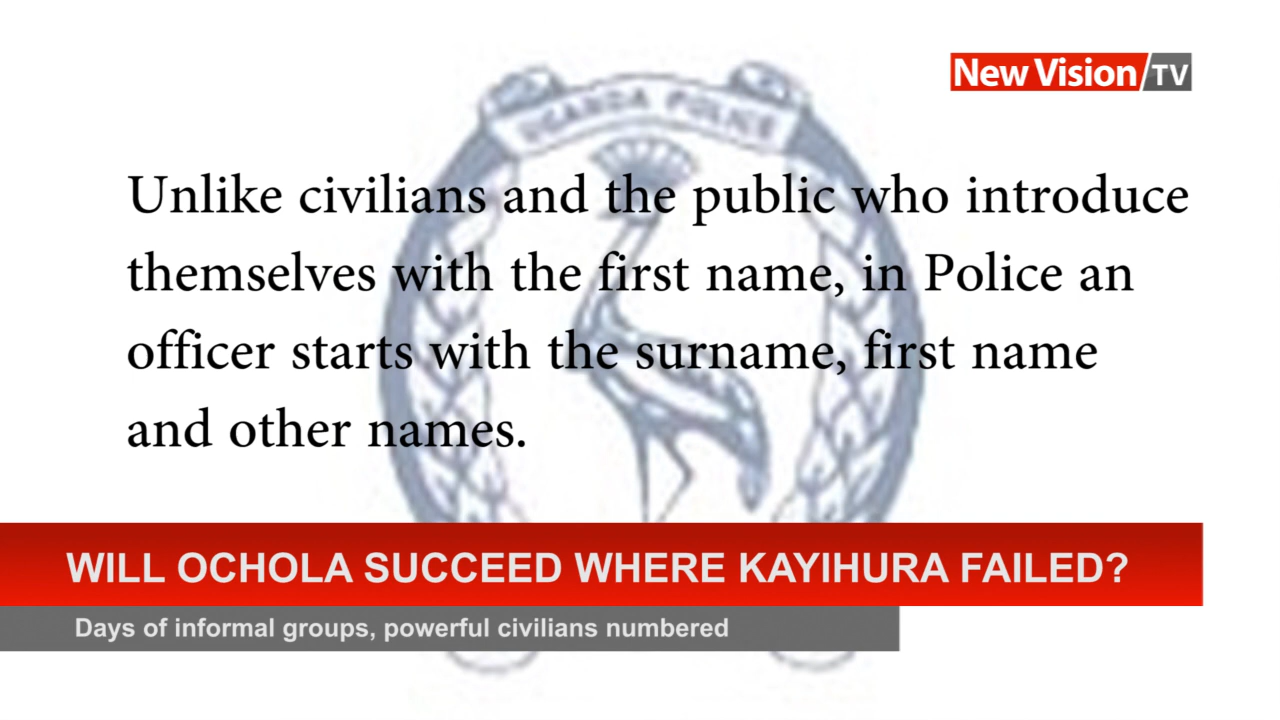 New Vision TV
UGANDA POLICE
Unlike civilians and the public who introduce
themselves with the first name, in Police an
officer starts with the surname, first name
and other names.
WILL OCHOLA SUCCEED WHERE KAYIHURA FAILED?
Days of informal groups, powerful civilians numbered